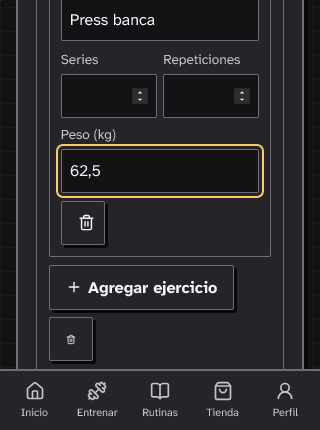 Press banca
Series Repeticiones
Peso (kg)
62,5
+ Agregar ejercicio
Inicio Entrenar Rutinas Tienda Perfil